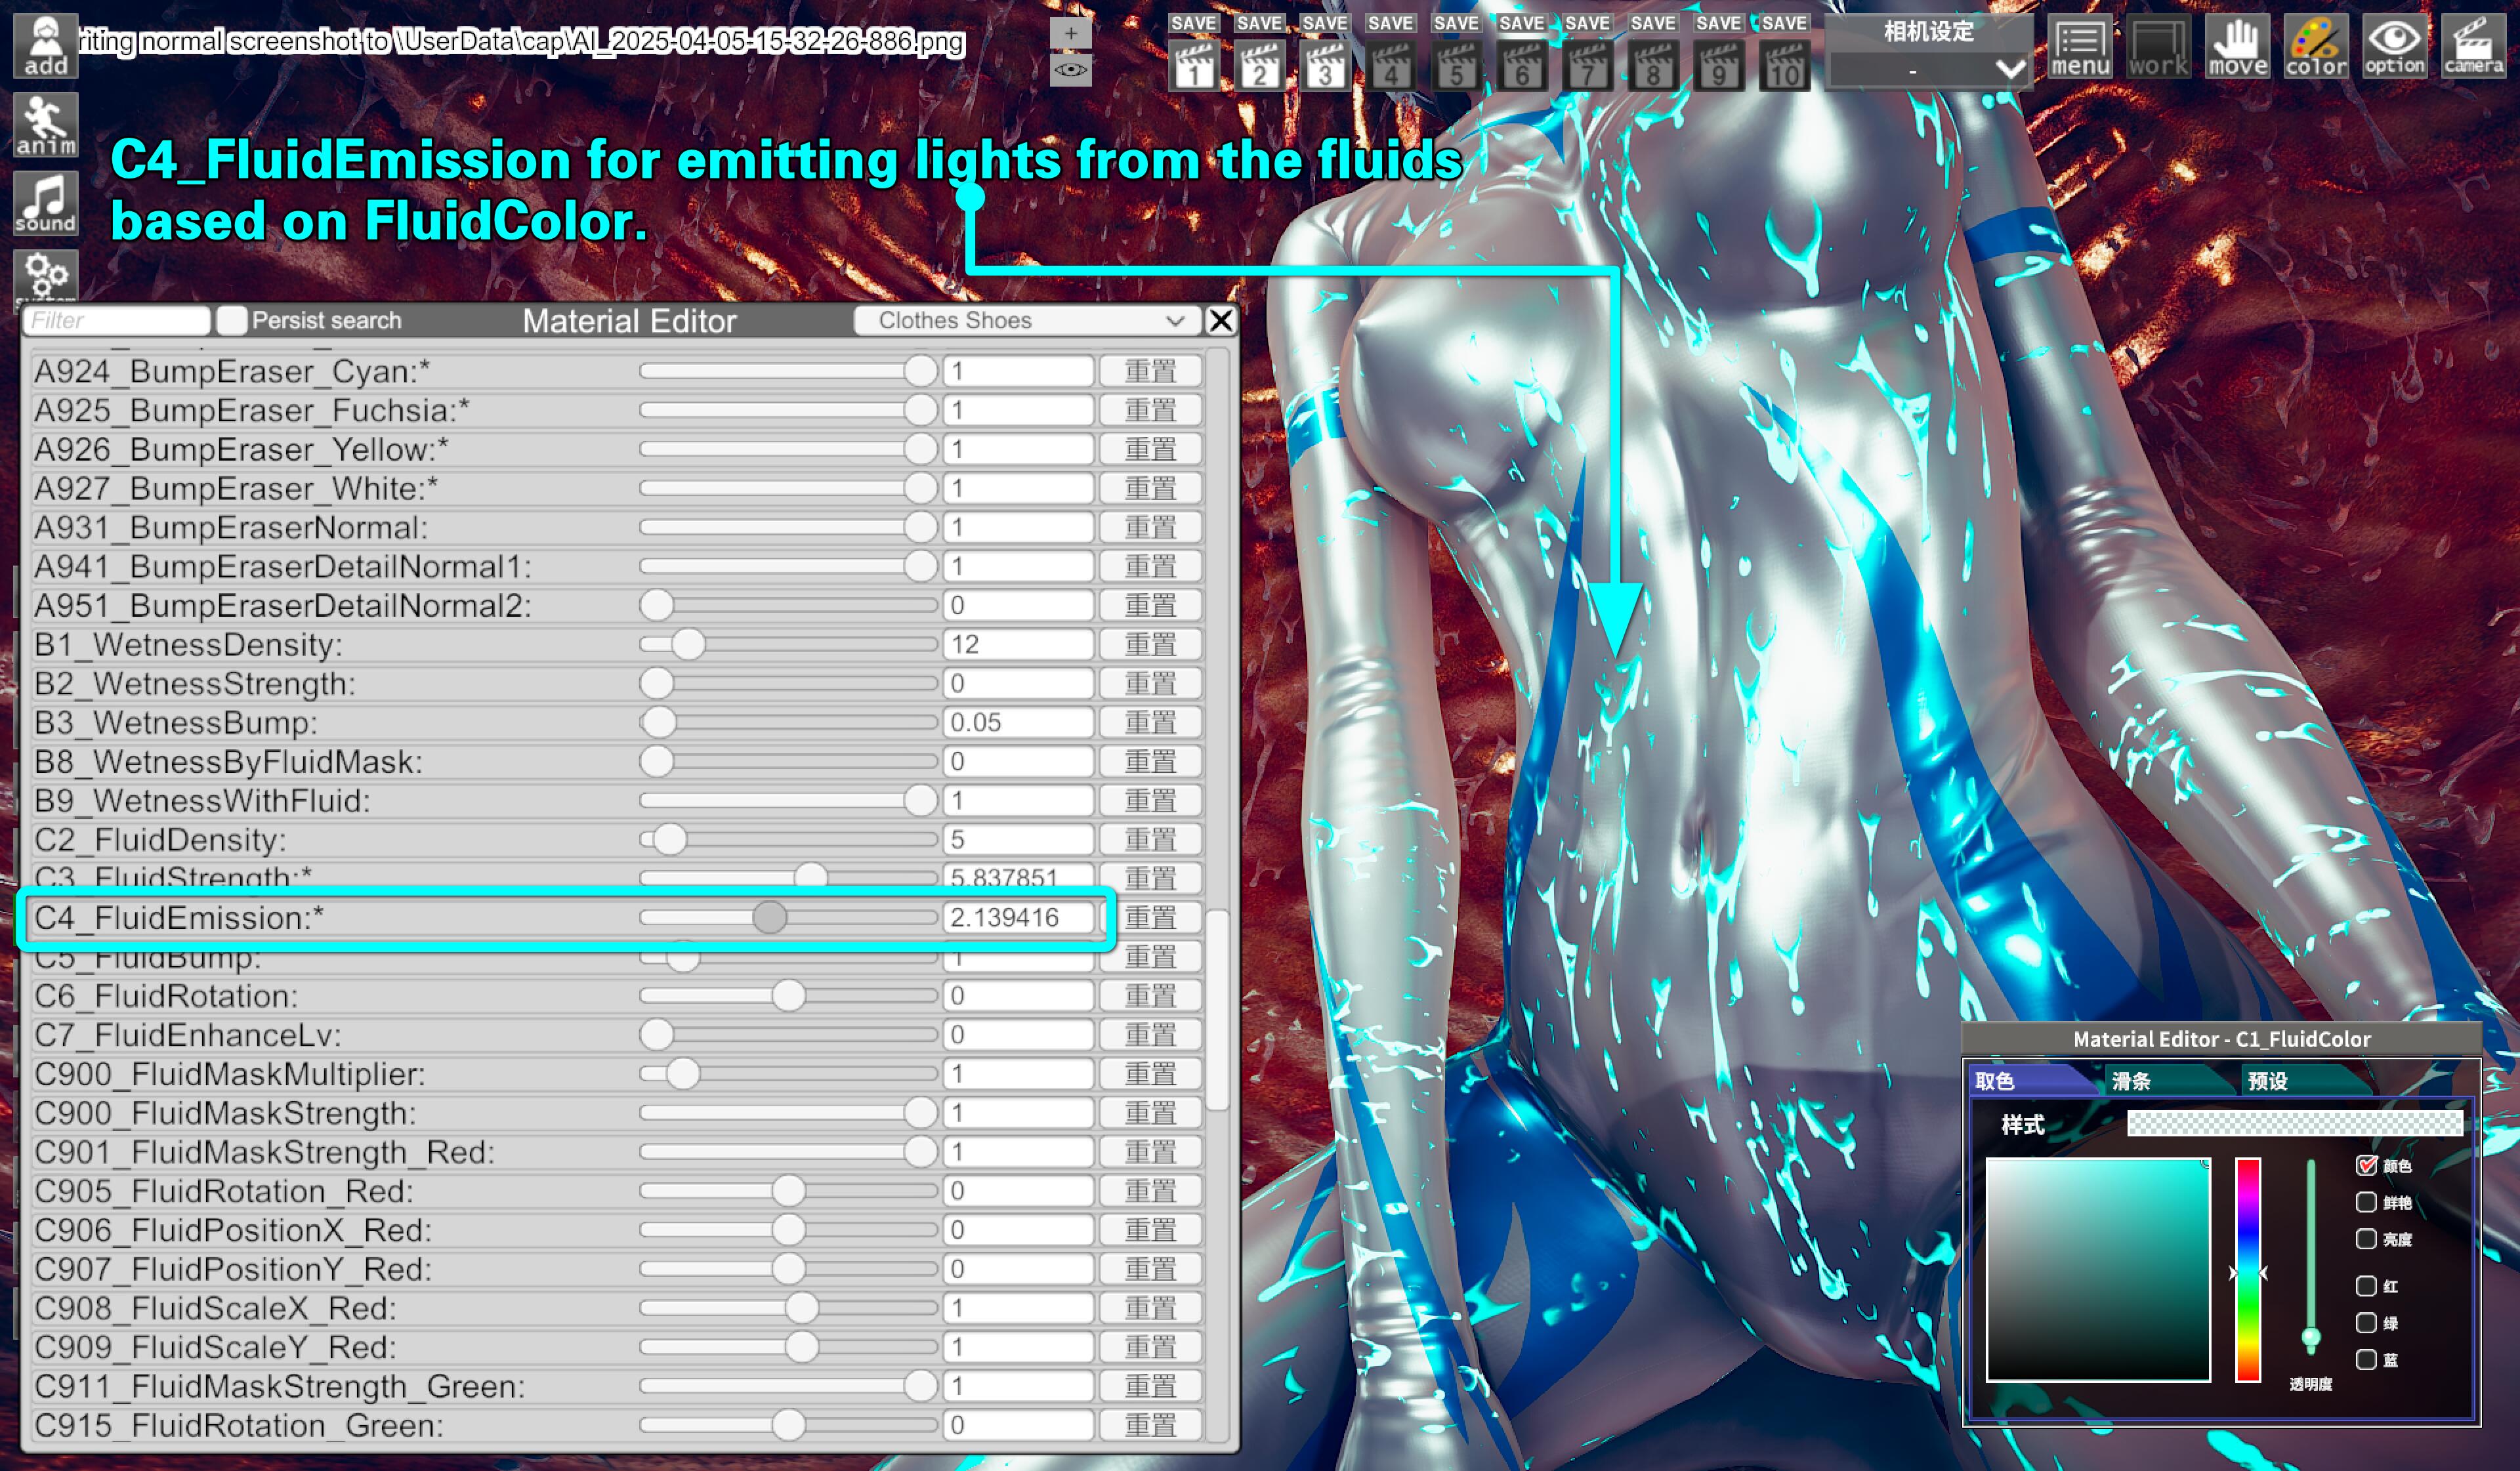 add
riting normal screenshot to \UserData\cap\AI_2025-04-05-15-32-26-886.png
+
SAVE SAVE SAVE SAVE SAVE SAVE SAVE SAVE SAVE SAVE
1 2 3 4 5 6 7 8 9 10
相机设定
-
menu work move color option camera
anim
sound
system
C4_FluidEmission for emitting lights from the fluids
based on FluidColor.
Filter Persist search Material Editor Clothes Shoes X
A924_BumpEraser_Cyan:* 1 重置
A925_BumpEraser_Fuchsia:* 1 重置
A926_BumpEraser_Yellow:* 1 重置
A927_BumpEraser_White:* 1 重置
A931_BumpEraserNormal: 1 重置
A941_BumpEraserDetailNormal1: 1 重置
A951_BumpEraserDetailNormal2: 0 重置
B1_WetnessDensity: 12 重置
B2_WetnessStrength: 0 重置
B3_WetnessBump: 0.05 重置
B8_WetnessByFluidMask: 0 重置
B9_WetnessWithFluid: 1 重置
C2_FluidDensity: 5 重置
C3_FluidStrength:* 5.837851 重置
C4_FluidEmission:* 2.139416 重置
C5_FluidBump: 1 重置
C6_FluidRotation: 0 重置
C7_FluidEnhanceLv: 0 重置
C900_FluidMaskMultiplier: 1 重置
C900_FluidMaskStrength: 1 重置
C901_FluidMaskStrength_Red: 1 重置
C905_FluidRotation_Red: 0 重置
C906_FluidPositionX_Red: 0 重置
C907_FluidPositionY_Red: 0 重置
C908_FluidScaleX_Red: 1 重置
C909_FluidScaleY_Red: 1 重置
C911_FluidMaskStrength_Green: 1 重置
C915_FluidRotation_Green: 0 重置
Material Editor - C1_FluidColor
取色 滑条 预设
样式
颜色
鲜艳
亮度
红
绿
蓝
透明度